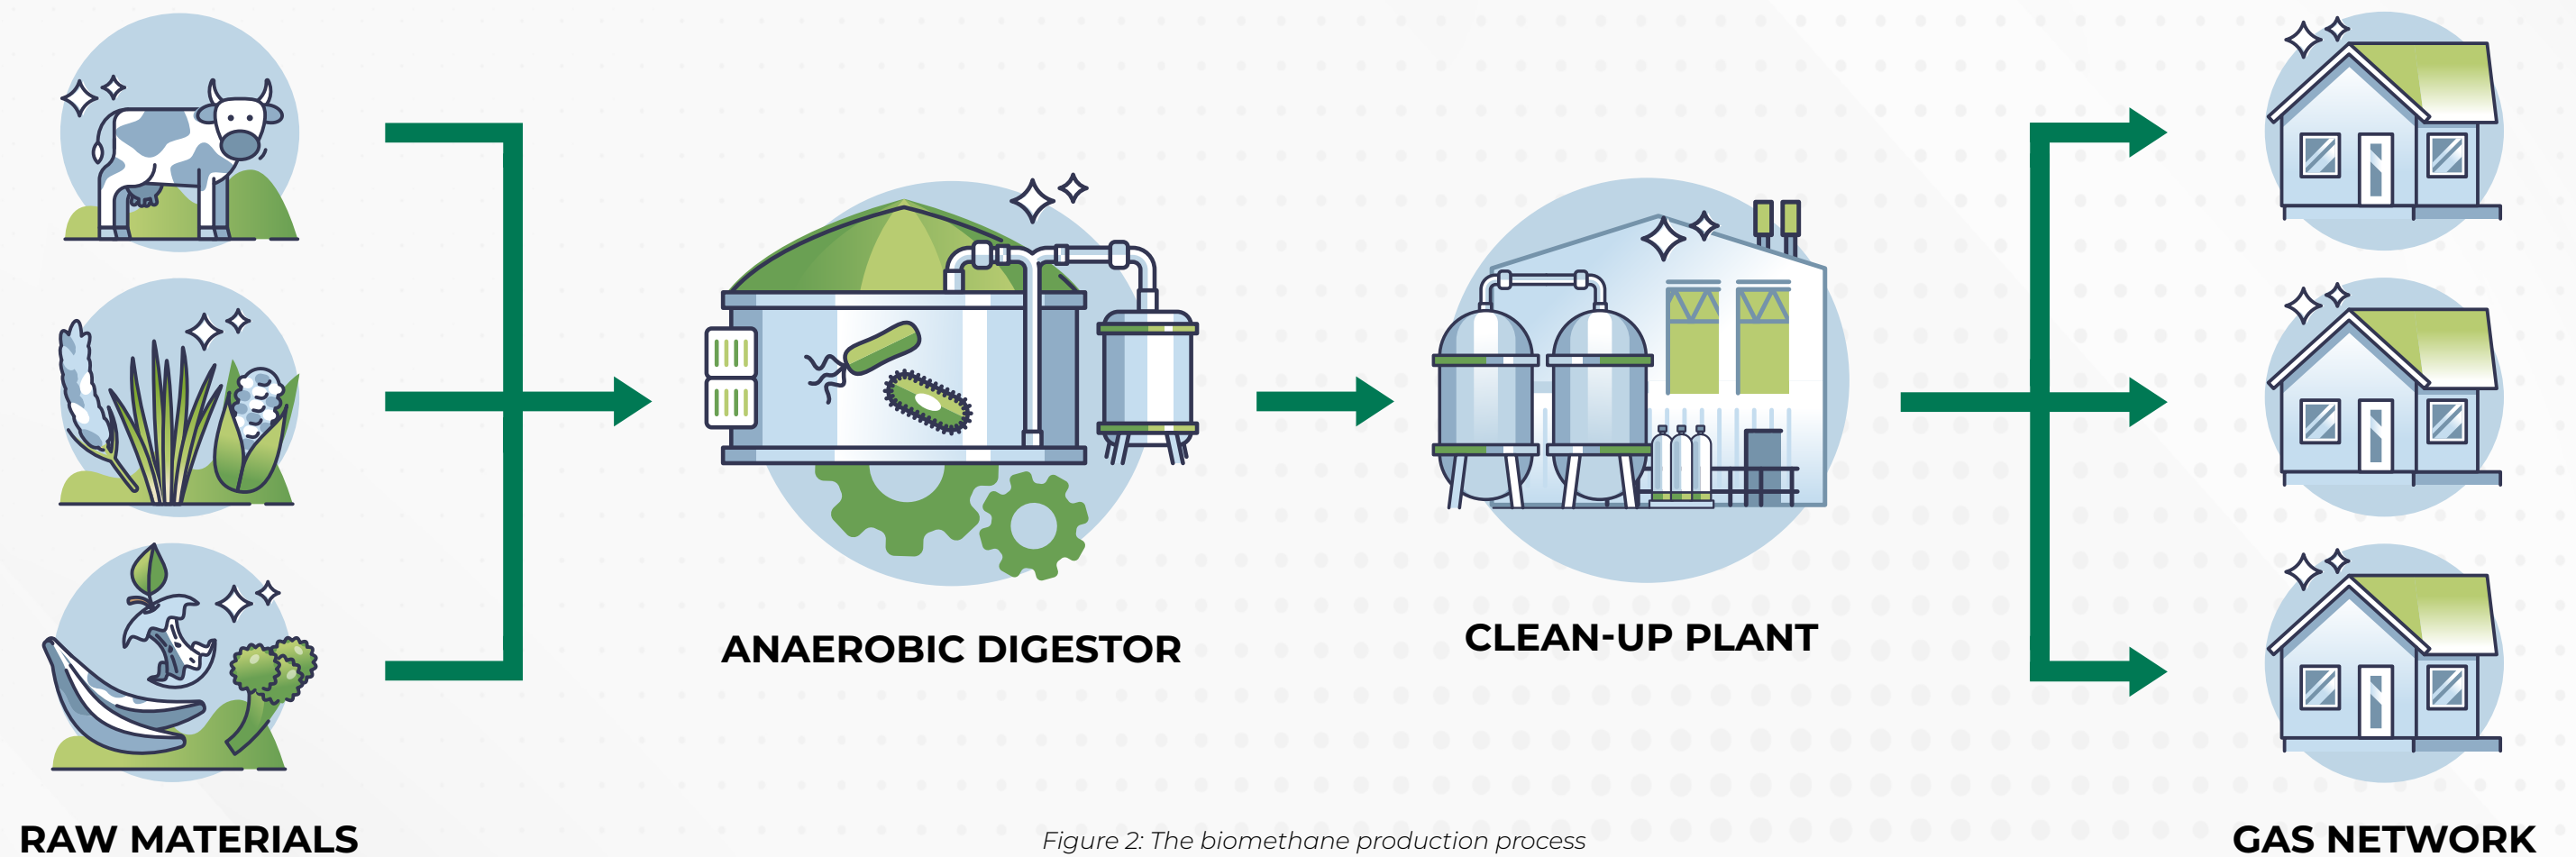 ANAEROBIC DIGESTOR
CLEAN-UP PLANT
RAW MATERIALS
Figure 2: The biomethane production process
GAS NETWORK